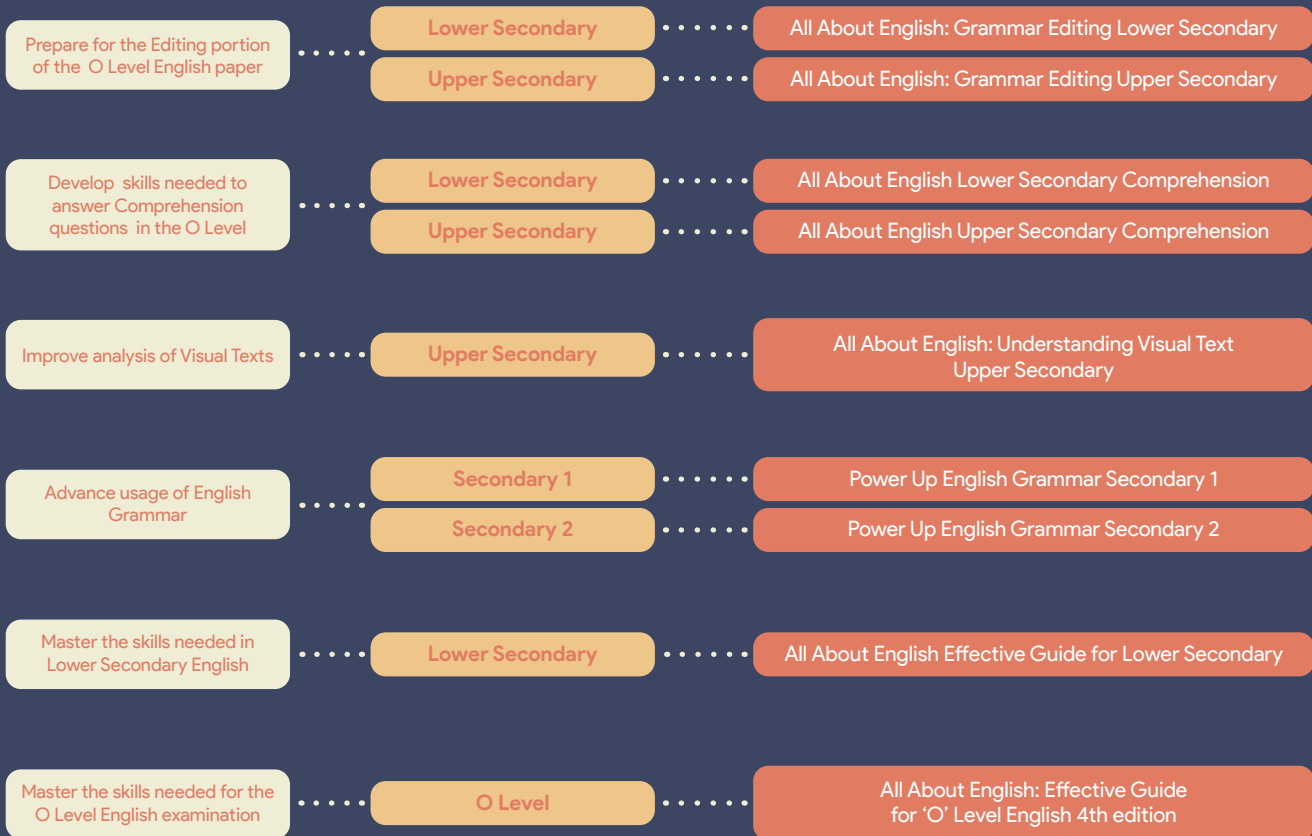 Prepare for the Editing portion
of the O Level English paper
Lower Secondary
All About English: Grammar Editing Lower Secondary
Upper Secondary
All About English: Grammar Editing Upper Secondary
Develop skills needed to
answer Comprehension
questions in the O Level
Lower Secondary
All About English Lower Secondary Comprehension
Upper Secondary
All About English Upper Secondary Comprehension
Improve analysis of Visual Texts
Upper Secondary
All About English: Understanding Visual Text
Upper Secondary
Advance usage of English
Grammar
Secondary 1
Power Up English Grammar Secondary 1
Secondary 2
Power Up English Grammar Secondary 2
Master the skills needed in
Lower Secondary English
Lower Secondary
All About English Effective Guide for Lower Secondary
Master the skills needed for the
O Level English examination
O Level
All About English: Effective Guide
for ‘O’ Level English 4th edition